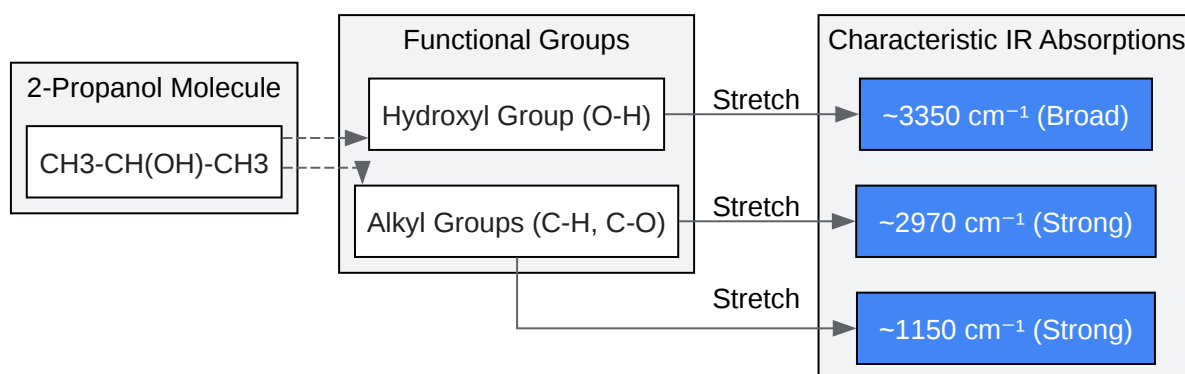 2-Propanol Molecule
CH3-CH(OH)-CH3
Functional Groups
Hydroxyl Group (O-H)
Alkyl Groups (C-H, C-O)
Stretch
Stretch
Stretch
Characteristic IR Absorptions
~3350 cm⁻¹ (Broad)
~2970 cm⁻¹ (Strong)
~1150 cm⁻¹ (Strong)